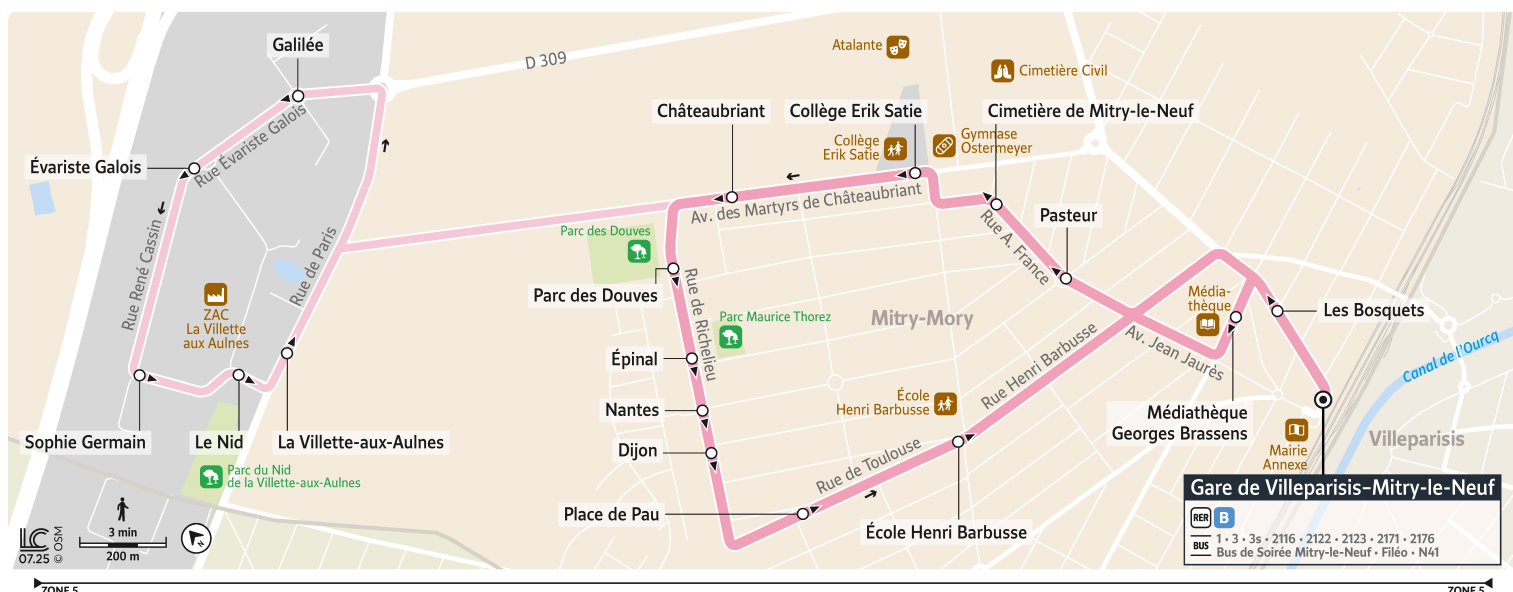 Galilée
D 309
Atalante
Cimetière Civil
Châteaubriant
Collège Erik Satie
Cimetière de Mitry-le-Neuf
Rue Évariste Galois
Collège
Erik Satie
Gymnase
Ostermeyer
Évariste Galois
Av. des Martyrs de Châteaubriant
Pasteur
Rue A. France
Parc des Douves
Rue René Cassin
Rue de Paris
Parc des Douves
Rue de Richelieu
ZAC
La Villette
aux Aulnes
Parc Maurice Thorez
Mitry-Mory
Média-
thèque
Les Bosquets
Av. Jean Jaurès
Rue Henri Barbusse
Canal de l'Ourcq
Épinal
École
Henri Barbusse
Nantes
Médiathèque
Georges Brassens
Sophie Germain
Le Nid
La Villette-aux-Aulnes
Dijon
Rue de Toulouse
Mairie
Annexe
Villeparisis
Parc du Nid
de la Villette-aux-Aulnes
Place de Pau
École Henri Barbusse
Gare de Villeparisis–Mitry-le-Neuf
RER B
BUS
1 • 3 • 3s • 2116 • 2122 • 2123 • 2171 • 2176
Bus de Soirée Mitry-le-Neuf • Filéo • N41
LC
07.25
© OSM
3 min
200 m
ZONE 5
ZONE 5